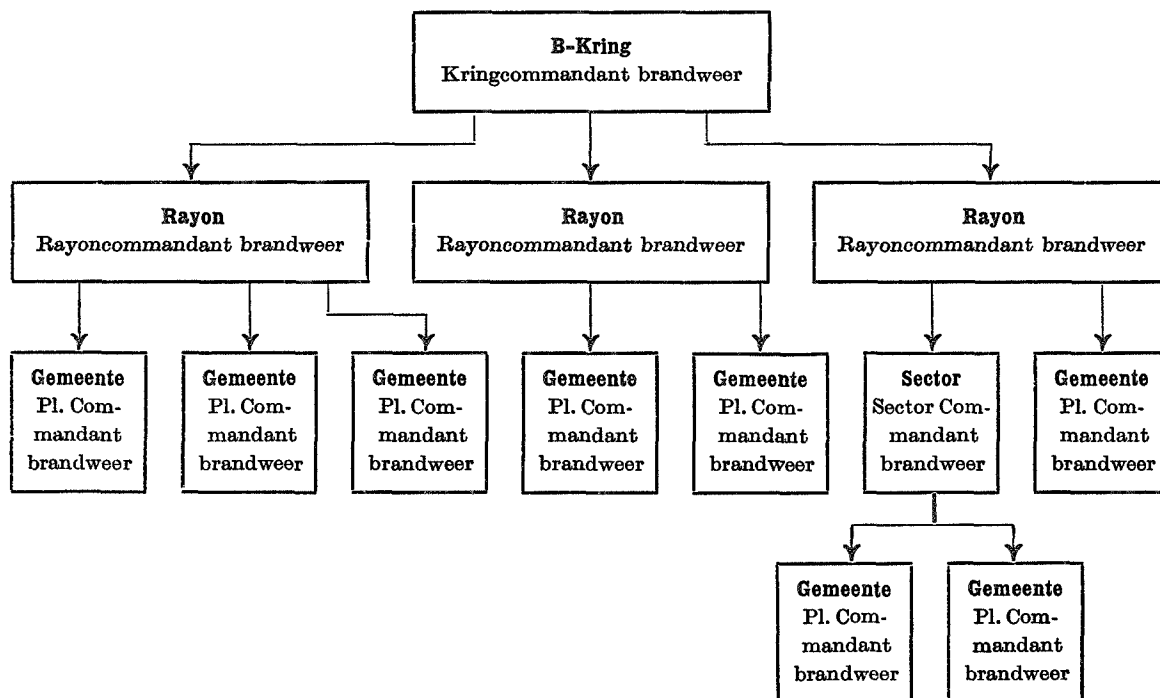 B-Kring
Kringcommandant brandweer
Rayon
Rayoncommandant brandweer
Rayon
Rayoncommandant brandweer
Rayon
Rayoncommandant brandweer
Gemeente
Pl. Com-
mandant
brandweer
Gemeente
Pl. Com-
mandant
brandweer
Gemeente
Pl. Com-
mandant
brandweer
Gemeente
Pl. Com-
mandant
brandweer
Gemeente
Pl. Com-
mandant
brandweer
Sector
Sector Com-
mandant
brandweer
Gemeente
Pl. Com-
mandant
brandweer
Gemeente
Pl. Com-
mandant
brandweer
Gemeente
Pl. Com-
mandant
brandweer